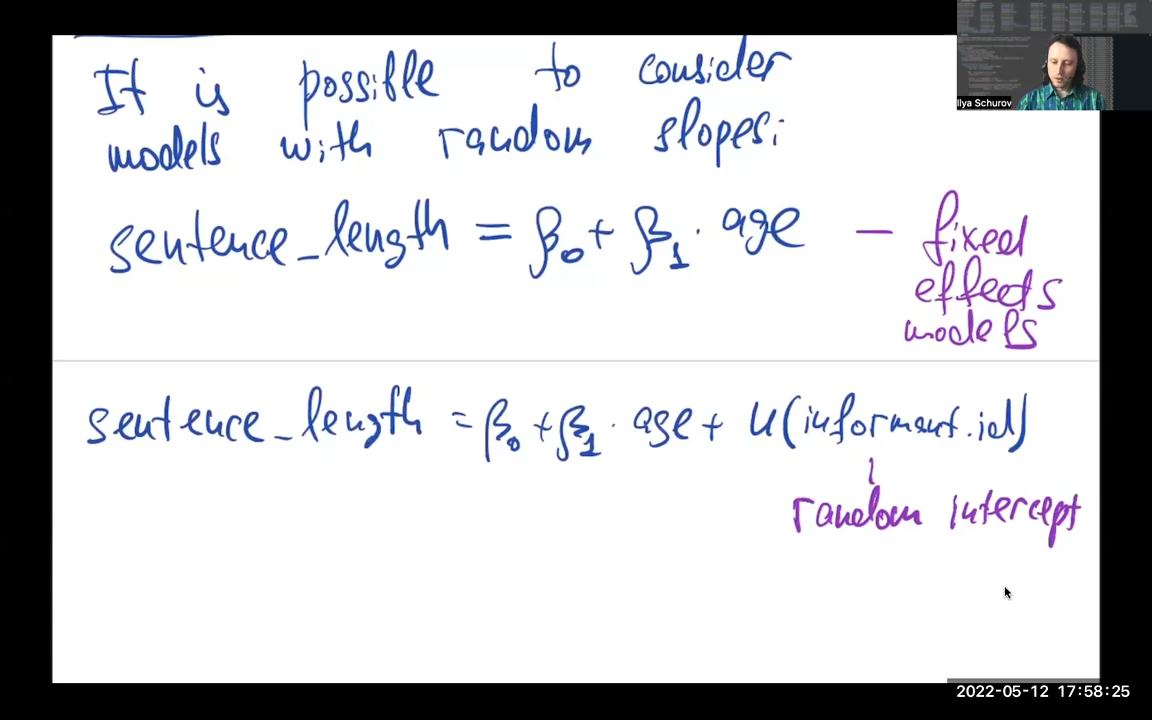 It is possible to consider
models with random slopes:
sentence_length = β₀ + β₁ · age — fixed
effects
models
sentence_length = β₀ + β₁ · age + u(informant.id)
random intercept
Ilya Schurov
2022-05-12 17:58:25